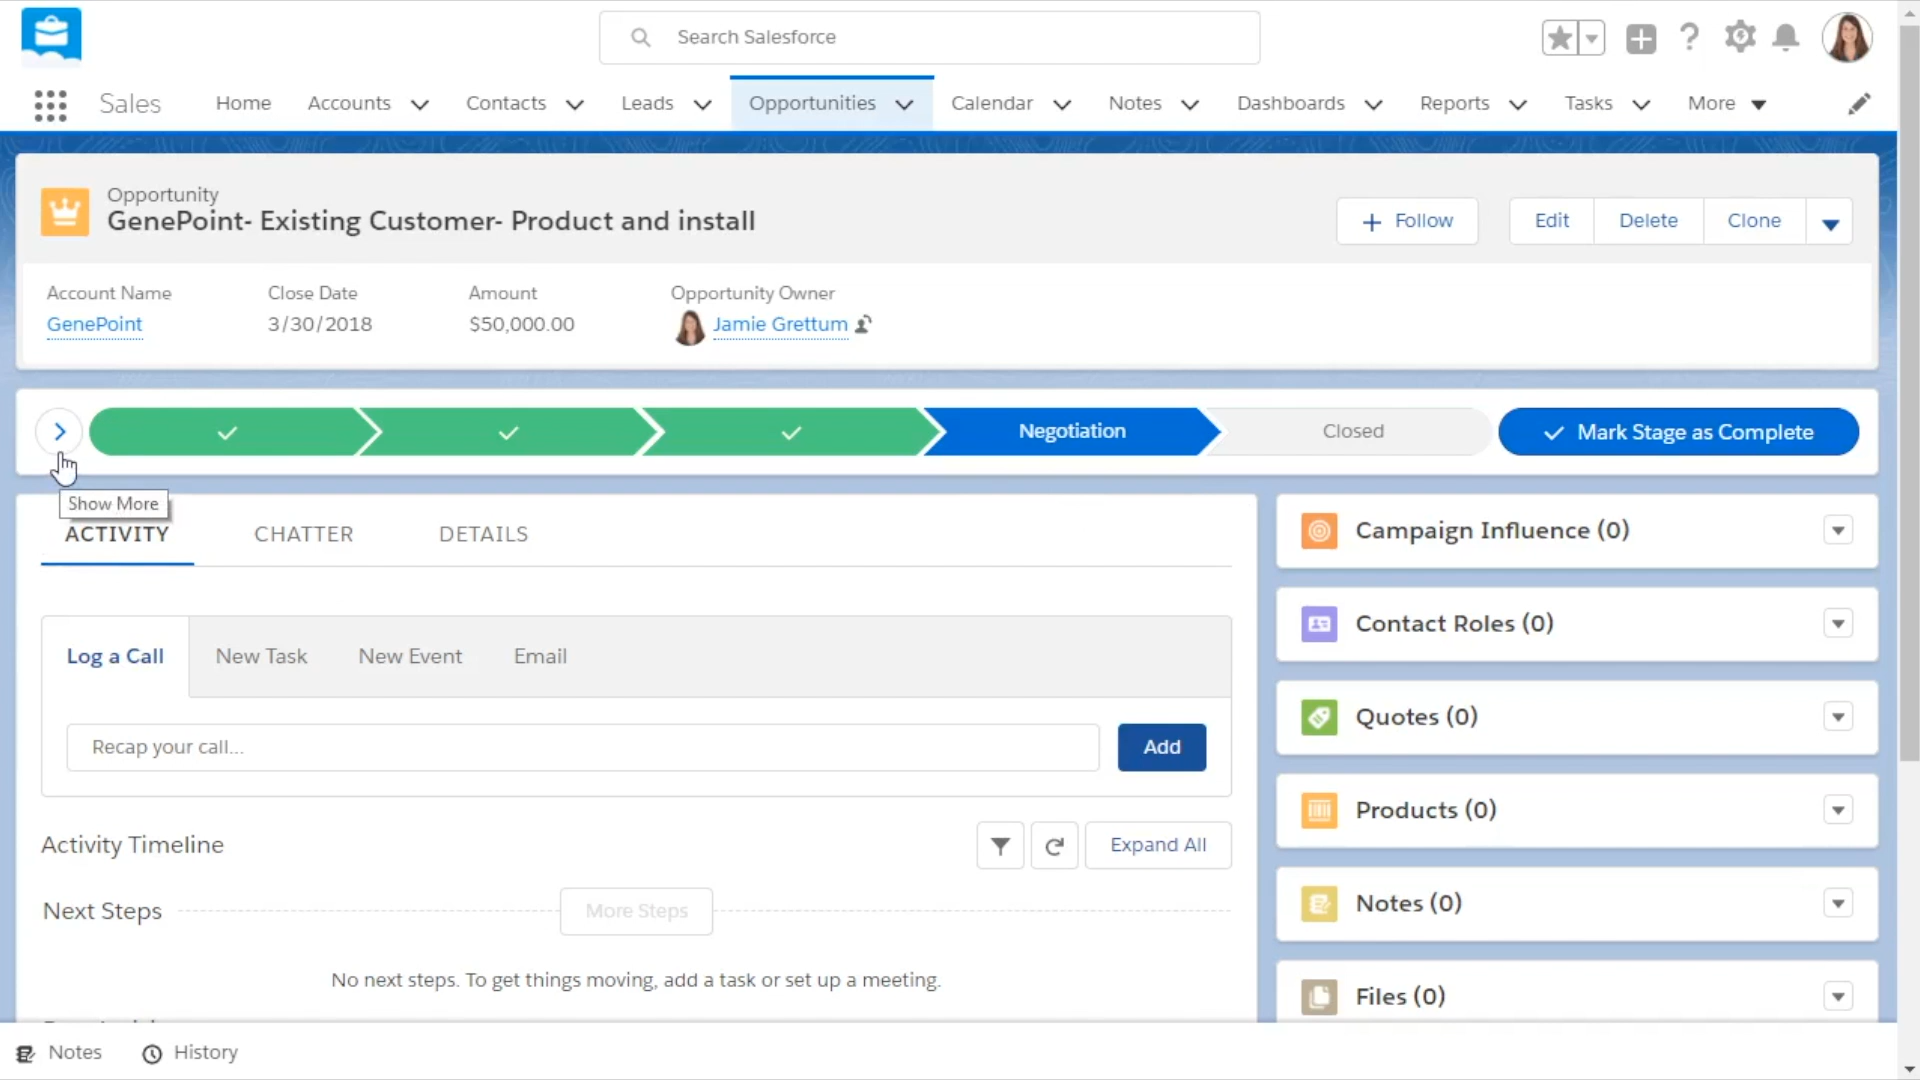 Search Salesforce
Sales Home Accounts Contacts Leads Opportunities Calendar Notes Dashboards Reports Tasks More
Opportunity
GenePoint- Existing Customer- Product and install
Follow Edit Delete Clone
Account Name Close Date Amount Opportunity Owner
GenePoint 3/30/2018 $50,000.00 Jamie Grettum
Negotiation Closed Mark Stage as Complete
Show More
ACTIVITY CHATTER DETAILS
Log a Call New Task New Event Email
Recap your call... Add
Activity Timeline Expand All
Next Steps More Steps
No next steps. To get things moving, add a task or set up a meeting.
Campaign Influence (0)
Contact Roles (0)
Quotes (0)
Products (0)
Notes (0)
Files (0)
Notes History